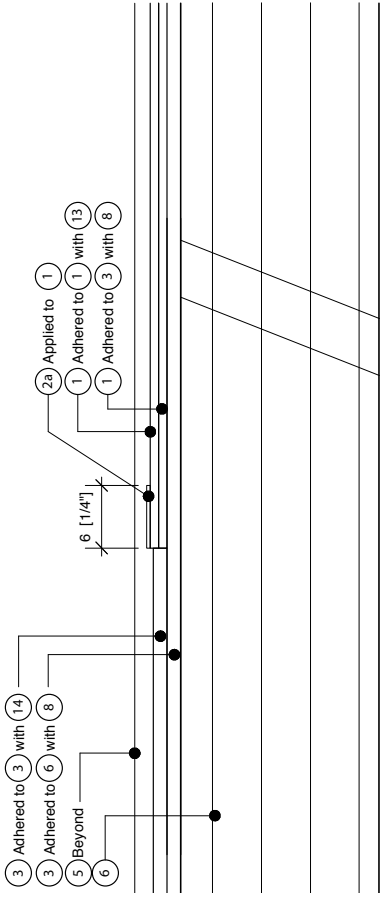 2a Applied to 1
1 Adhered to 1 with 13
1 Adhered to 3 with 8
6 [1/4"]
3 Adhered to 3 with 14
3 Adhered to 6 with 8
5 Beyond
6